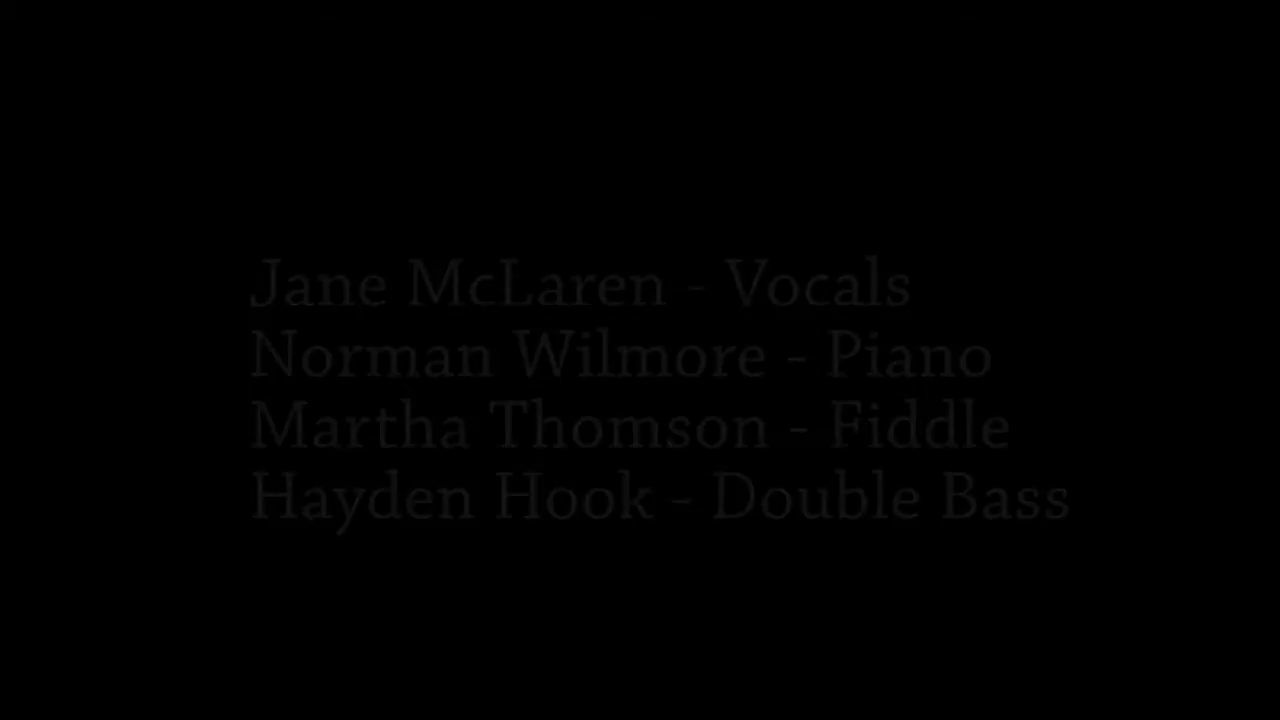 Jane McLaren - Vocals
Norman Wilmore - Piano
Martha Thomson - Fiddle
Hayden Hook - Double Bass